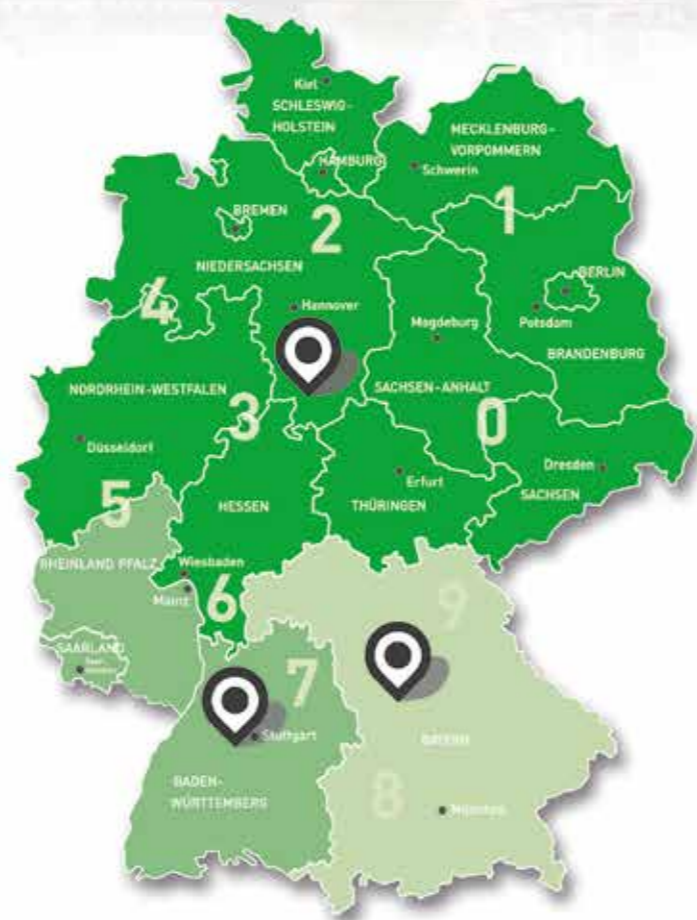 Kiel
SCHLESWIG-
HOLSTEIN
MECKLENBURG-
VORPOMMERN
HAMBURG
Schwerin
1
BREMEN
2
NIEDERSACHSEN
BERLIN
4
Hannover
Potsdam
Magdeburg
BRANDENBURG
NORDRHEIN-WESTFALEN
SACHSEN-ANHALT
3
0
Düsseldorf
Dresden
Erfurt
5
HESSEN
THÜRINGEN
SACHSEN
RHEINLAND PFALZ
Wiesbaden
Mainz
6
9
SAARLAND
7
Stuttgart
BAYERN
BADEN-
WÜRTTEMBERG
8
München